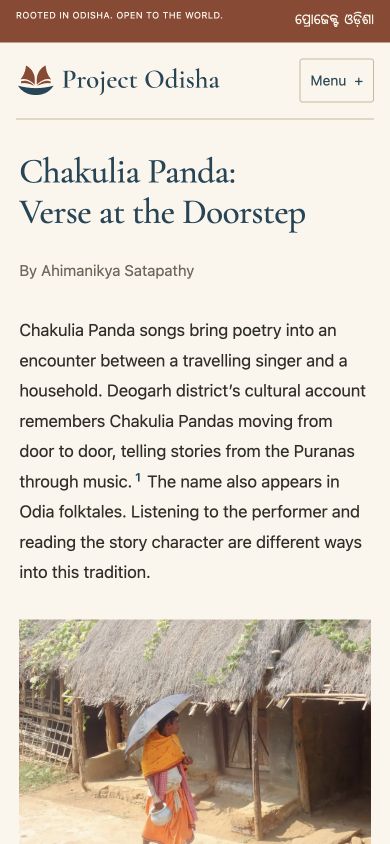 ROOTED IN ODISHA. OPEN TO THE WORLD.
ପ୍ରୋଜେକ୍ଟ ଓଡ଼ିଶା
Project Odisha
Menu +
Chakulia Panda:
Verse at the Doorstep
By Ahimanikya Satapathy
Chakulia Panda songs bring poetry into an
encounter between a travelling singer and a
household. Deogarh district’s cultural account
remembers Chakulia Pandas moving from
door to door, telling stories from the Puranas
through music. 1 The name also appears in
Odia folktales. Listening to the performer and
reading the story character are different ways
into this tradition.